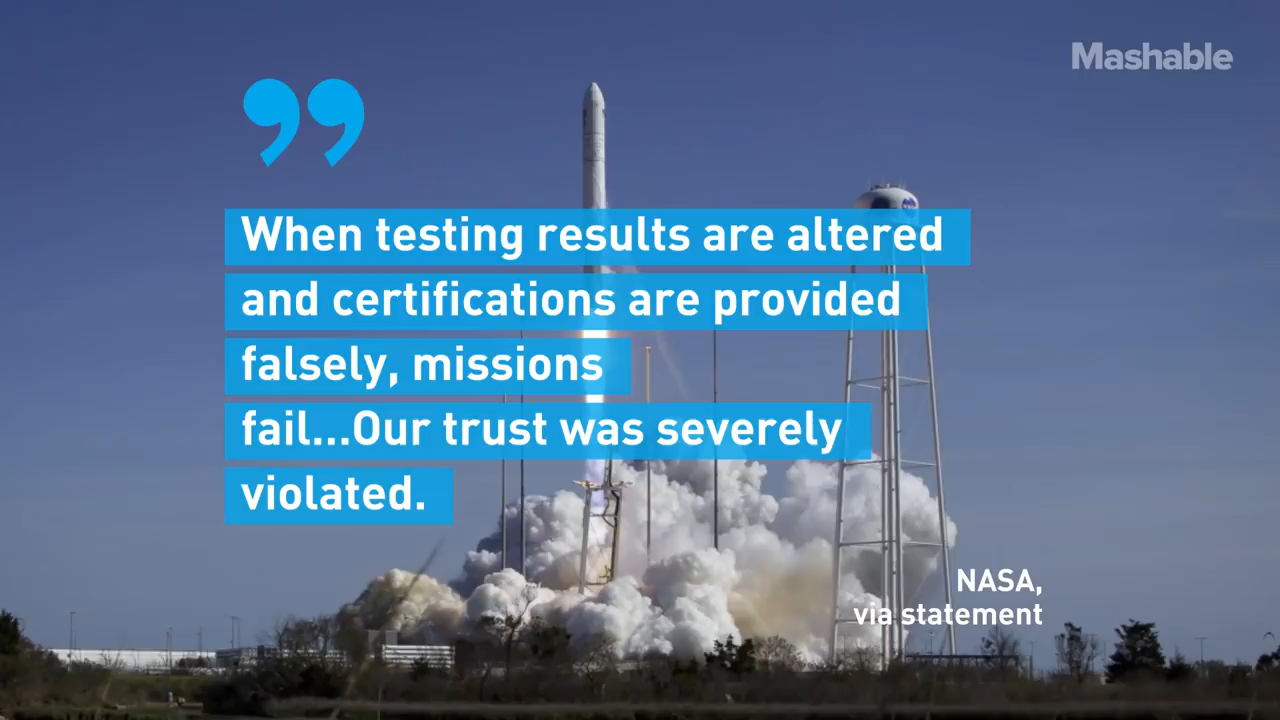 Mashable
”
When testing results are altered
and certifications are provided
falsely, missions
fail...Our trust was severely
violated.
NASA,
via statement